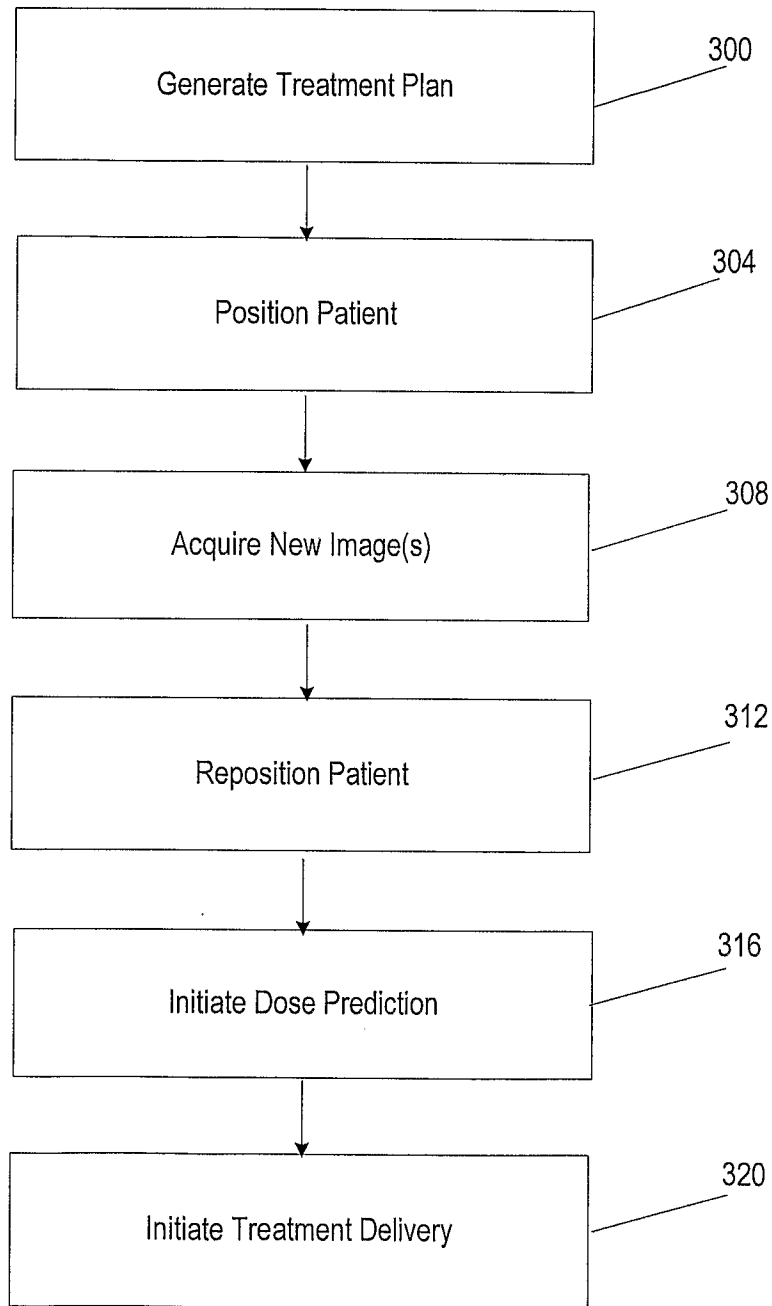 Generate Treatment Plan
300
Position Patient
304
Acquire New Image(s)
308
Reposition Patient
312
Initiate Dose Prediction
316
Initiate Treatment Delivery
320